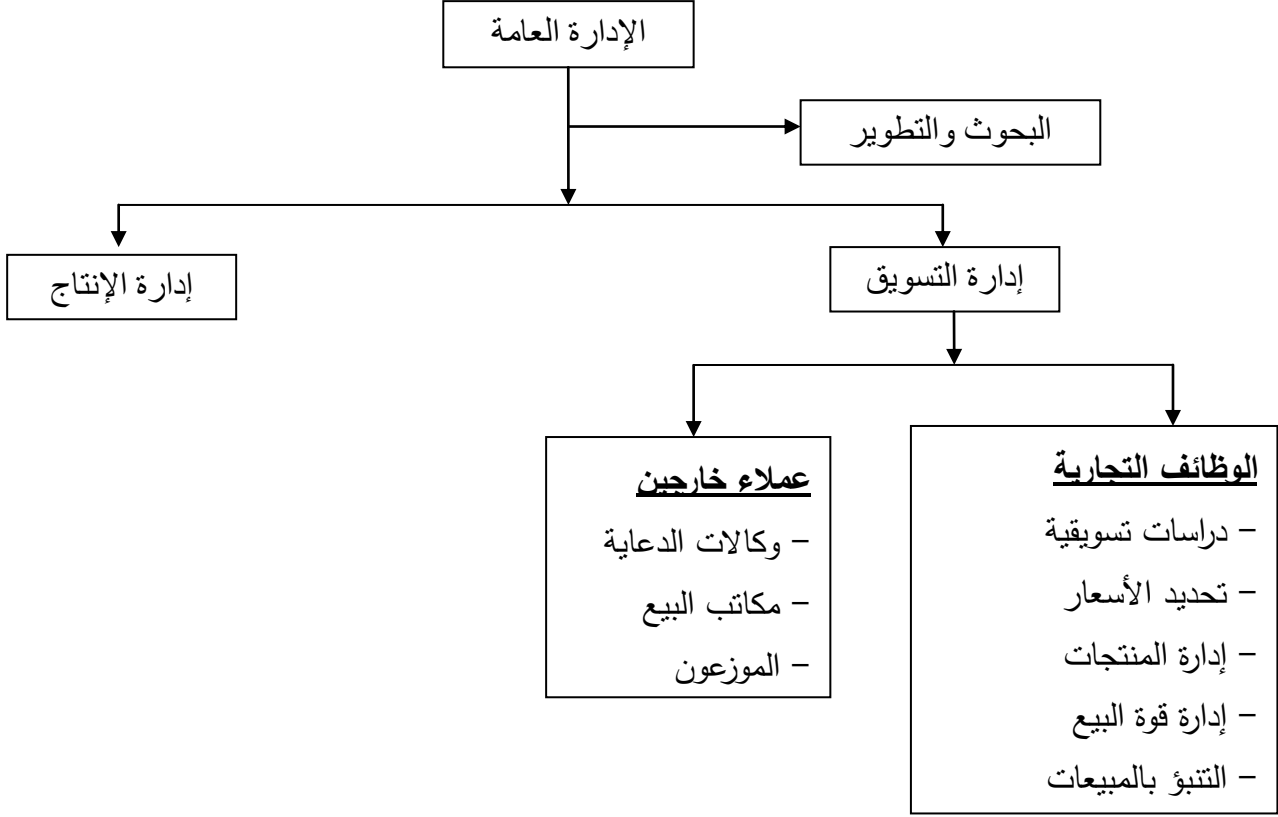 الإدارة العامة
البحوث والتطوير
إدارة التسويق
إدارة الإنتاج
الوظائف التجارية
– دراسات تسويقية
– تحديد الأسعار
– إدارة المنتجات
– إدارة قوة البيع
– التنبؤ بالمبيعات
عملاء خارجين
– وكالات الدعاية
– مكاتب البيع
– الموزعون